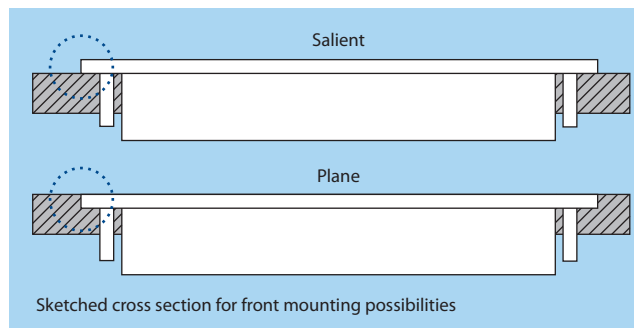 Salient
Plane
Sketched cross section for front mounting possibilities